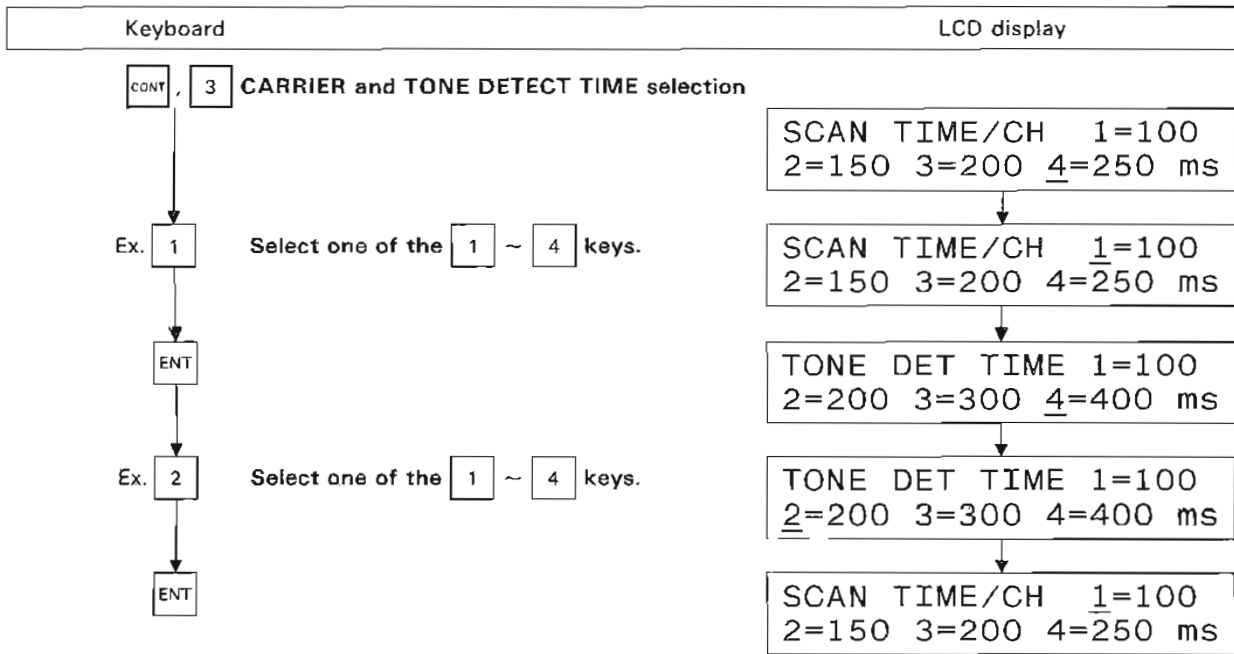 Keyboard LCD display
CONT , 3 CARRIER and TONE DETECT TIME selection
SCAN TIME/CH 1=100
2=150 3=200 4=250 ms
Ex. 1 Select one of the 1 ~ 4 keys.
SCAN TIME/CH 1=100
2=150 3=200 4=250 ms
ENT
TONE DET TIME 1=100
2=200 3=300 4=400 ms
Ex. 2 Select one of the 1 ~ 4 keys.
TONE DET TIME 1=100
2=200 3=300 4=400 ms
ENT
SCAN TIME/CH 1=100
2=150 3=200 4=250 ms